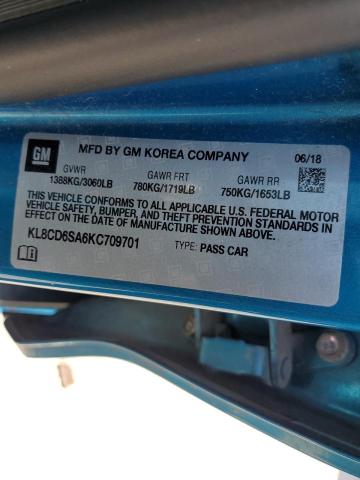 GM MFD BY GM KOREA COMPANY 06/18
GVWR GAWR FRT GAWR RR
1388KG/3060LB 780KG/1719LB 750KG/1653LB
THIS VEHICLE CONFORMS TO ALL APPLICABLE U.S. FEDERAL MOTOR
VEHICLE SAFETY, BUMPER, AND THEFT PREVENTION STANDARDS IN
EFFECT ON THE DATE OF MANUFACTURE SHOWN ABOVE.
KL8CD6SA6KC709701 TYPE: PASS CAR